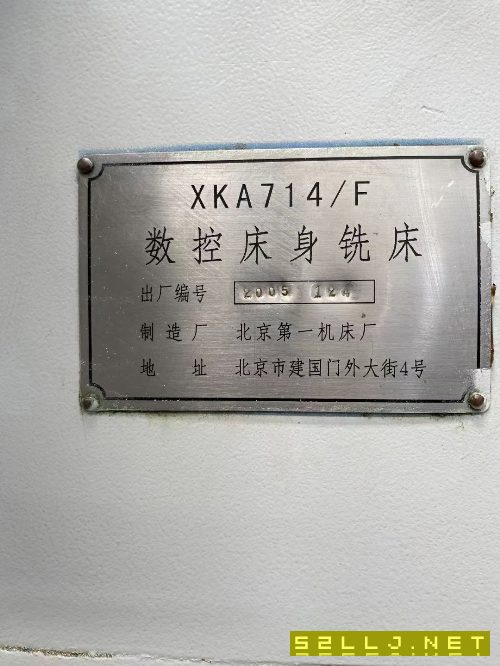 XKA714/F
数控床身铣床
出厂编号 2005 124
制造厂 北京第一机床厂
地址 北京市建国门外大街4号
52LLJ.NET